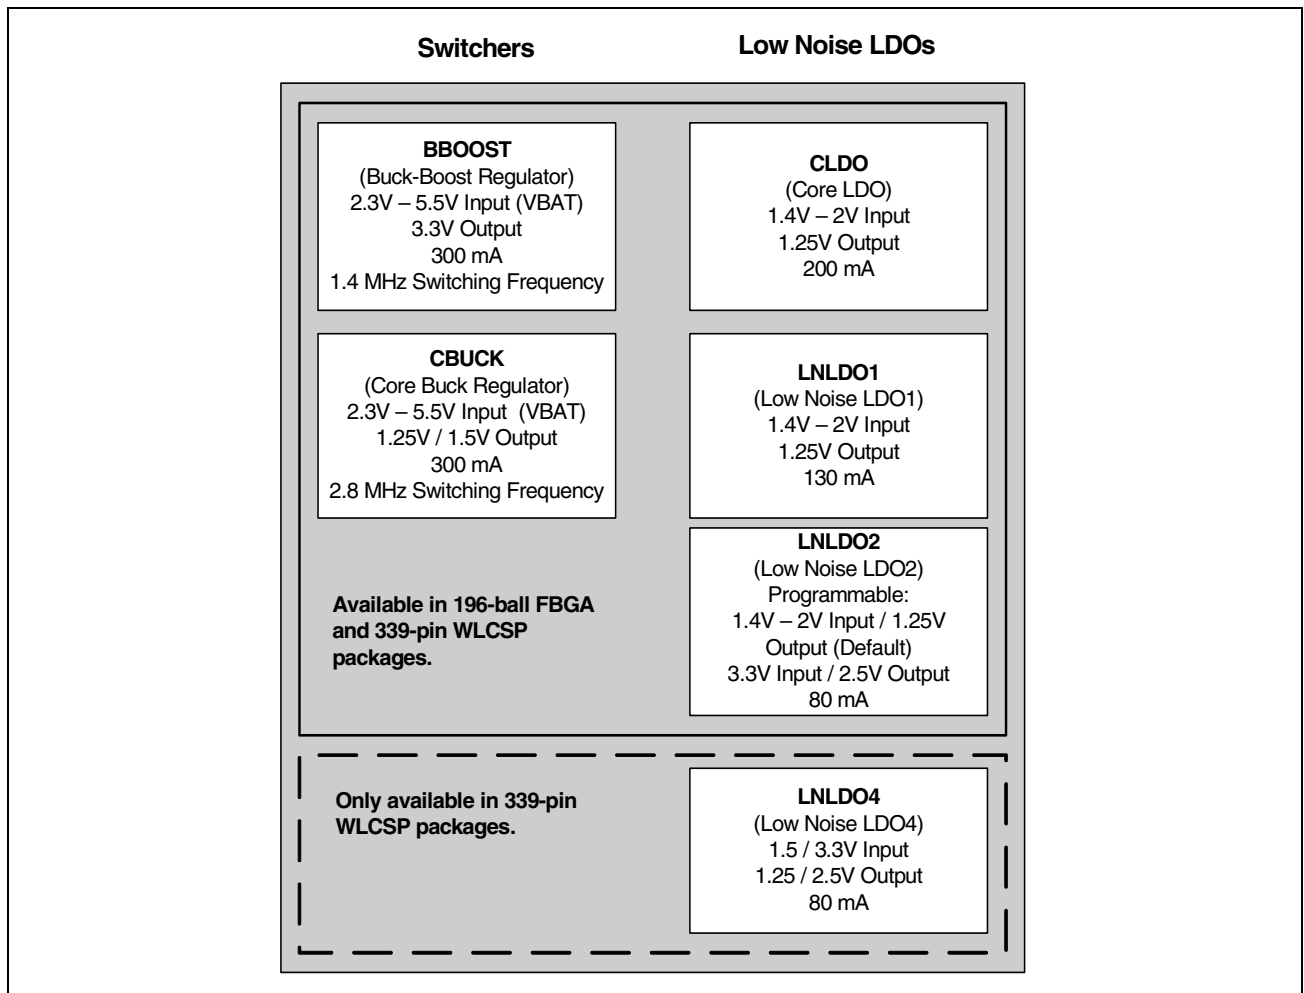 Switchers
Low Noise LDOs
BBOOST
(Buck-Boost Regulator)
2.3V – 5.5V Input (VBAT)
3.3V Output
300 mA
1.4 MHz Switching Frequency
CLDO
(Core LDO)
1.4V – 2V Input
1.25V Output
200 mA
CBUCK
(Core Buck Regulator)
2.3V – 5.5V Input (VBAT)
1.25V / 1.5V Output
300 mA
2.8 MHz Switching Frequency
LNLDO1
(Low Noise LDO1)
1.4V – 2V Input
1.25V Output
130 mA
Available in 196-ball FBGA
and 339-pin WLCSP
packages.
LNLDO2
(Low Noise LDO2)
Programmable:
1.4V – 2V Input / 1.25V
Output (Default)
3.3V Input / 2.5V Output
80 mA
Only available in 339-pin
WLCSP packages.
LNLDO4
(Low Noise LDO4)
1.5 / 3.3V Input
1.25 / 2.5V Output
80 mA